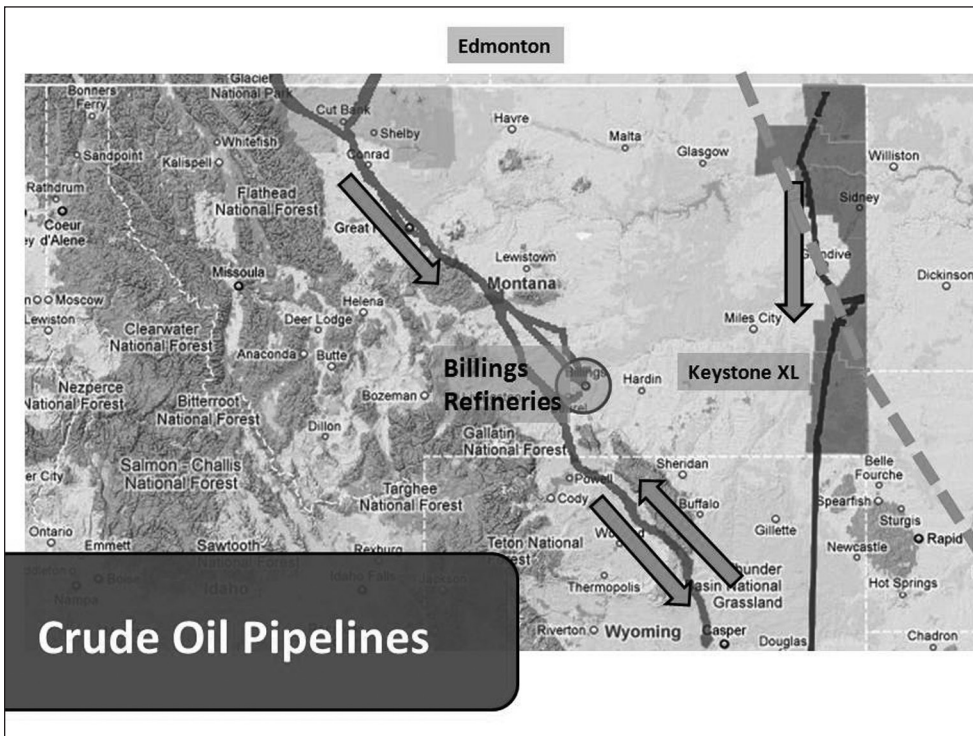 Edmonton
Glacier
National Park
Bonners
Ferry
Cut Bank
Shelby
Havre
Malta
Glasgow
Williston
Sandpoint
Whitefish
Kalispell
Conrad
Rathdrum
Coeur
d'Alene
Flathead
National Forest
Great
Sidney
Missoula
Lewistown
Montana
Dickinson
Moscow
Lewiston
Helena
Deer Lodge
Miles City
Clearwater
National Forest
Anaconda
Butte
Billings
Refineries
Billings
Hardin
Keystone XL
Nezperce
National Forest
Bitterroot
National Forest
Bozeman
Dillon
Gallatin
National Forest
Salmon - Challis
National Forest
Targhee
Forest
Powell
Cody
Sheridan
Buffalo
Gillette
Belle
Fourche
Spearfish
Sturgis
Rapid
Ontario
Emmett
Sawtooth
Rexburg
Teton National
Newcastle
Boise
Nampa
Idaho
Idaho Falls
Jackson
Thermopolis
National
Grassland
Hot Springs
Riverton
Wyoming
Casper
Douglas
Chadron
Crude Oil Pipelines